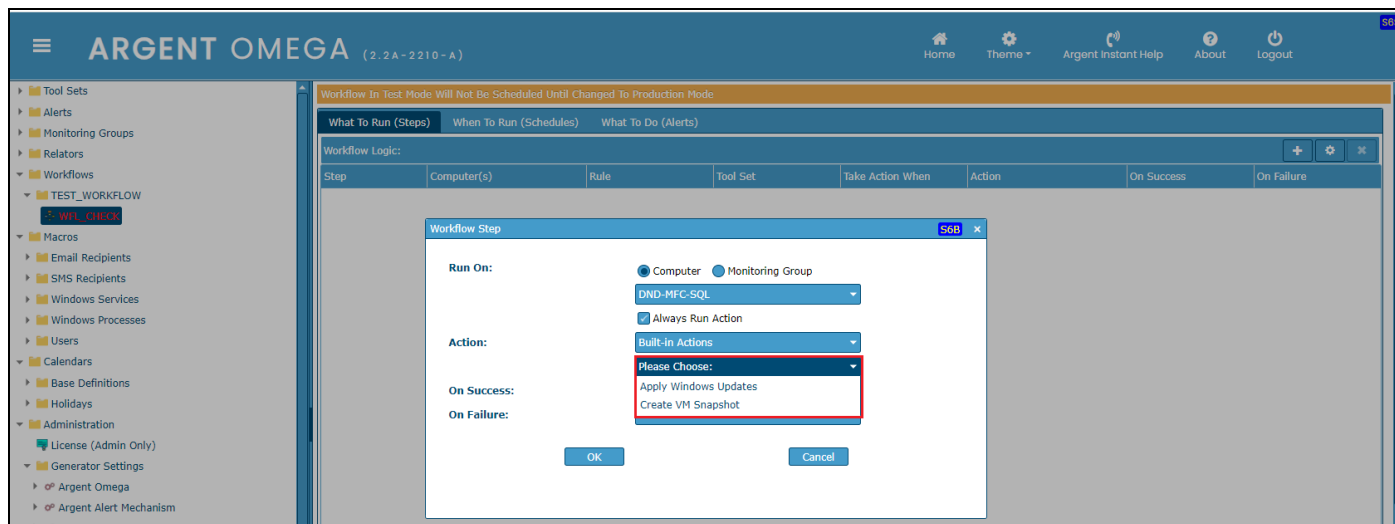 S6B
ARGENT OMEGA (2.2A-2210-A)
Home
Theme
Argent Instant Help
About
Logout
Tool Sets
Alerts
Monitoring Groups
Relators
Workflows
TEST_WORKFLOW
WFL_CHECK
Macros
Email Recipients
SMS Recipients
Windows Services
Windows Processes
Users
Calendars
Base Definitions
Holidays
Administration
License (Admin Only)
Generator Settings
Argent Omega
Argent Alert Mechanism
Workflow In Test Mode Will Not Be Scheduled Until Changed To Production Mode
What To Run (Steps) When To Run (Schedules) What To Do (Alerts)
Workflow Logic:
Step Computer(s) Rule Tool Set Take Action When Action On Success On Failure
Workflow Step S6B x
Run On: Computer Monitoring Group
DND-MFC-SQL
Always Run Action
Action: Built-in Actions
Please Choose:
Apply Windows Updates
Create VM Snapshot
On Success:
On Failure:
OK Cancel